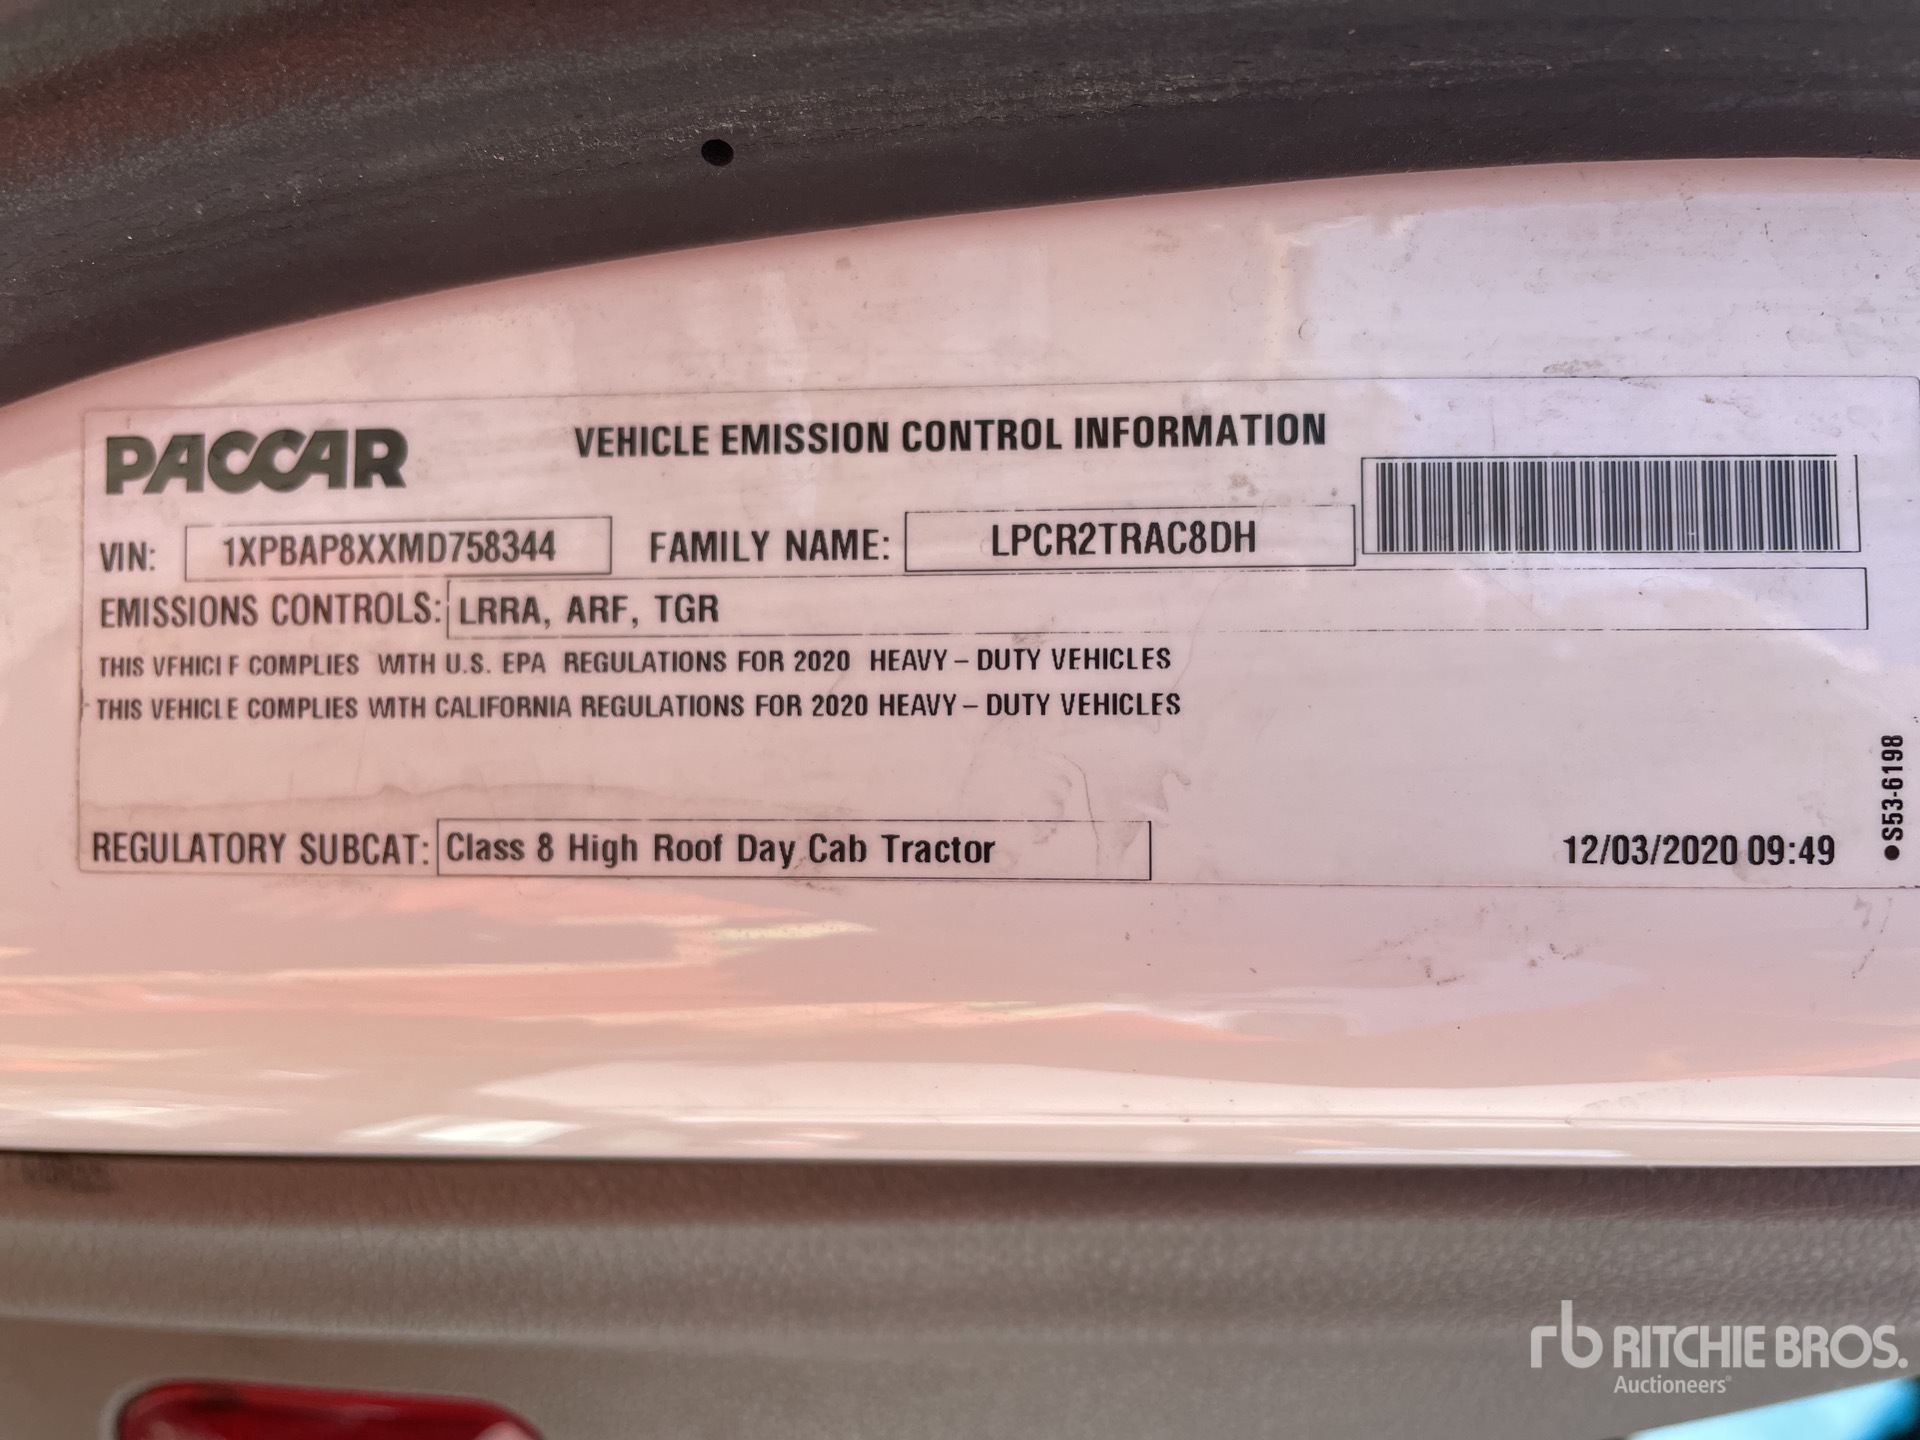 PACCAR
VEHICLE EMISSION CONTROL INFORMATION
VIN: 1XPBAP8XXMD758344 FAMILY NAME: LPCR2TRAC8DH
EMISSIONS CONTROLS: LRRA, ARF, TGR
THIS VEHICLE COMPLIES WITH U.S. EPA REGULATIONS FOR 2020 HEAVY - DUTY VEHICLES
THIS VEHICLE COMPLIES WITH CALIFORNIA REGULATIONS FOR 2020 HEAVY - DUTY VEHICLES
REGULATORY SUBCAT: Class 8 High Roof Day Cab Tractor
12/03/2020 09:49
●S53-6198
rb RITCHIE BROS.
Auctioneers®